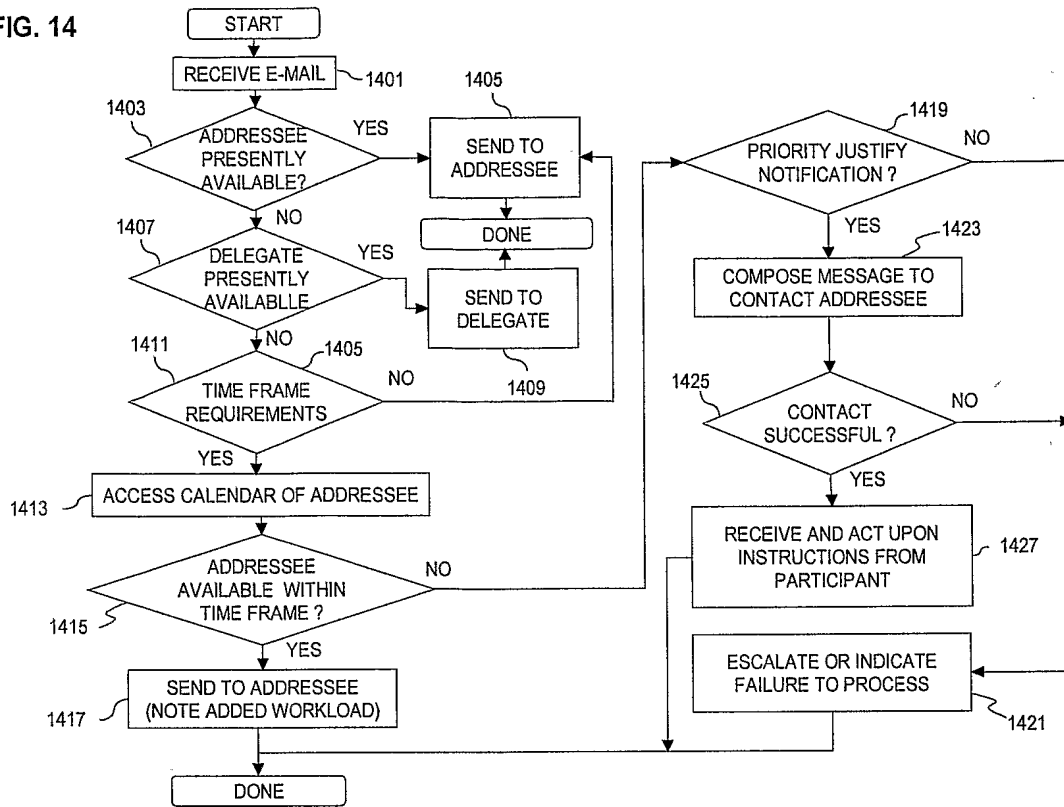 FIG. 14
START
RECEIVE E-MAIL
1401
1403
ADDRESSEE
PRESENTLY
AVAILABLE?
YES
NO
1405
SEND TO
ADDRESSEE
DONE
1407
DELEGATE
PRESENTLY
AVAILABLLE
YES
NO
SEND TO
DELEGATE
1409
1411
1405
TIME FRAME
REQUIREMENTS
NO
YES
1413
ACCESS CALENDAR OF ADDRESSEE
ADDRESSEE
AVAILABLE WITHIN
TIME FRAME ?
NO
1415
YES
1417
SEND TO ADDRESSEE
(NOTE ADDED WORKLOAD)
DONE
1419
PRIORITY JUSTIFY
NOTIFICATION ?
NO
YES
1423
COMPOSE MESSAGE TO
CONTACT ADDRESSEE
1425
CONTACT
SUCCESSFUL ?
NO
YES
RECEIVE AND ACT UPON
INSTRUCTIONS FROM
PARTICIPANT
1427
ESCALATE OR INDICATE
FAILURE TO PROCESS
1421